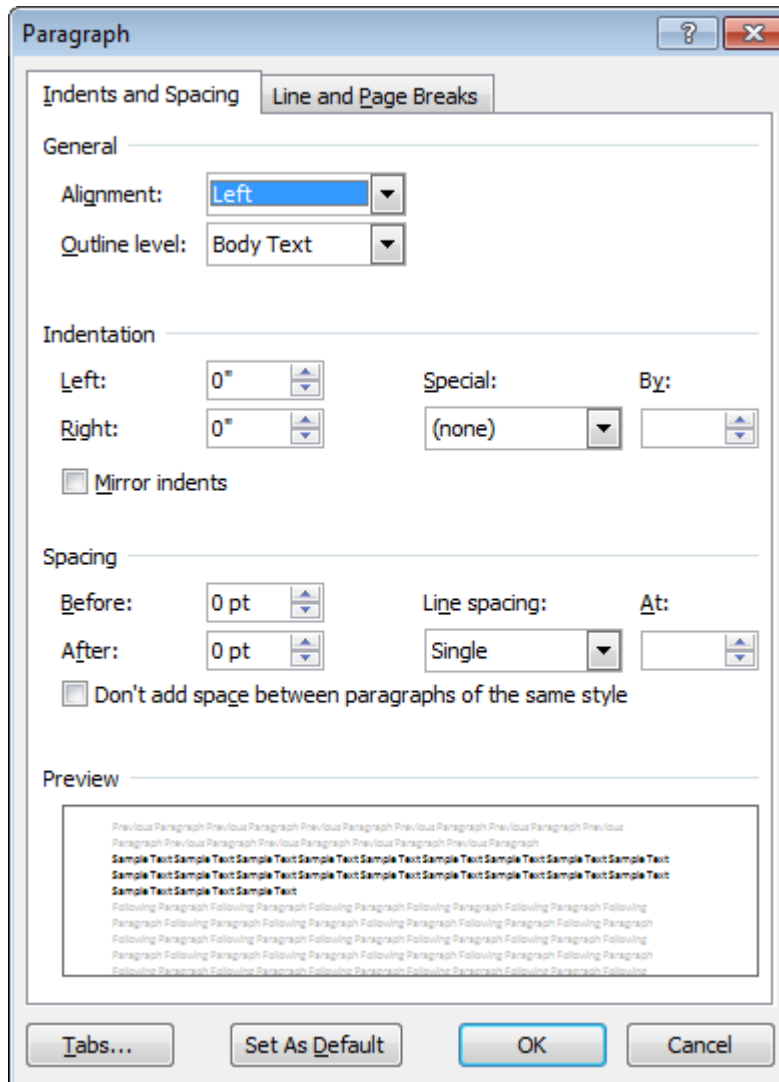 Paragraph
Indents and Spacing Line and Page Breaks
General
Alignment: Left
Outline level: Body Text
Indentation
Left: 0" Special: By:
Right: 0" (none)
Mirror indents
Spacing
Before: 0 pt Line spacing: At:
After: 0 pt Single
Don't add space between paragraphs of the same style
Preview
Previous Paragraph Previous Paragraph Previous Paragraph Previous Paragraph Previous Paragraph Previous
Paragraph Previous Paragraph Previous Paragraph Previous Paragraph
Sample Text Sample Text Sample Text Sample Text Sample Text Sample Text Sample Text Sample Text Sample Text
Sample Text Sample Text Sample Text Sample Text Sample Text Sample Text Sample Text Sample Text Sample Text
Sample Text Sample Text Sample Text
Following Paragraph Following Paragraph Following Paragraph Following Paragraph Following
Paragraph Following Paragraph Following Paragraph Following Paragraph Following Paragraph
Following Paragraph Following Paragraph Following Paragraph Following Paragraph Following
Paragraph Following Paragraph Following Paragraph Following Paragraph Following Paragraph
Following Paragraph Following Paragraph Following Paragraph Following Paragraph Following
Tabs... Set As Default OK Cancel